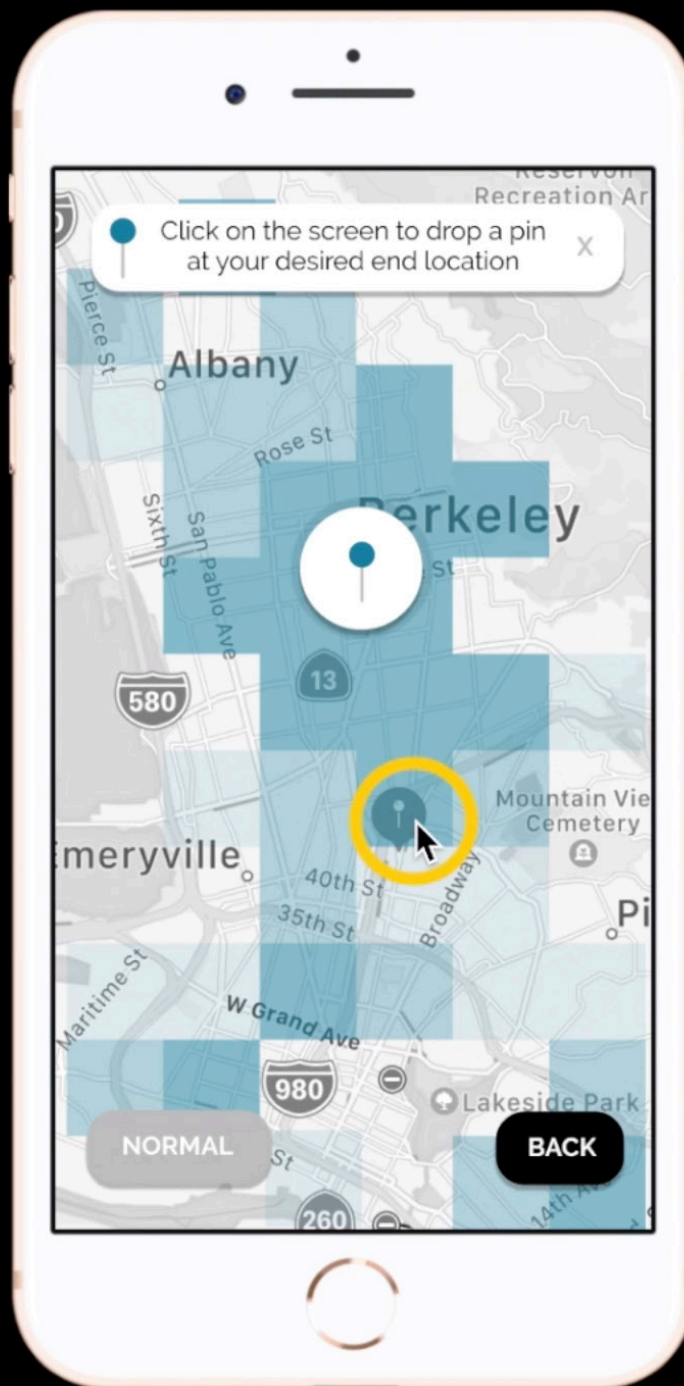 Recreation Ar
Click on the screen to drop a pin
at your desired end location
X
Pierce St
Albany
Rose St
Berkeley
Sixth St
San Pablo Ave
St
13
580
Mountain Vie
Cemetery
Emeryville
40th St
Broadway
35th St
Pi
Maritime St
W Grand Ave
980
Lakeside Park
NORMAL
BACK
St
14th Av
260